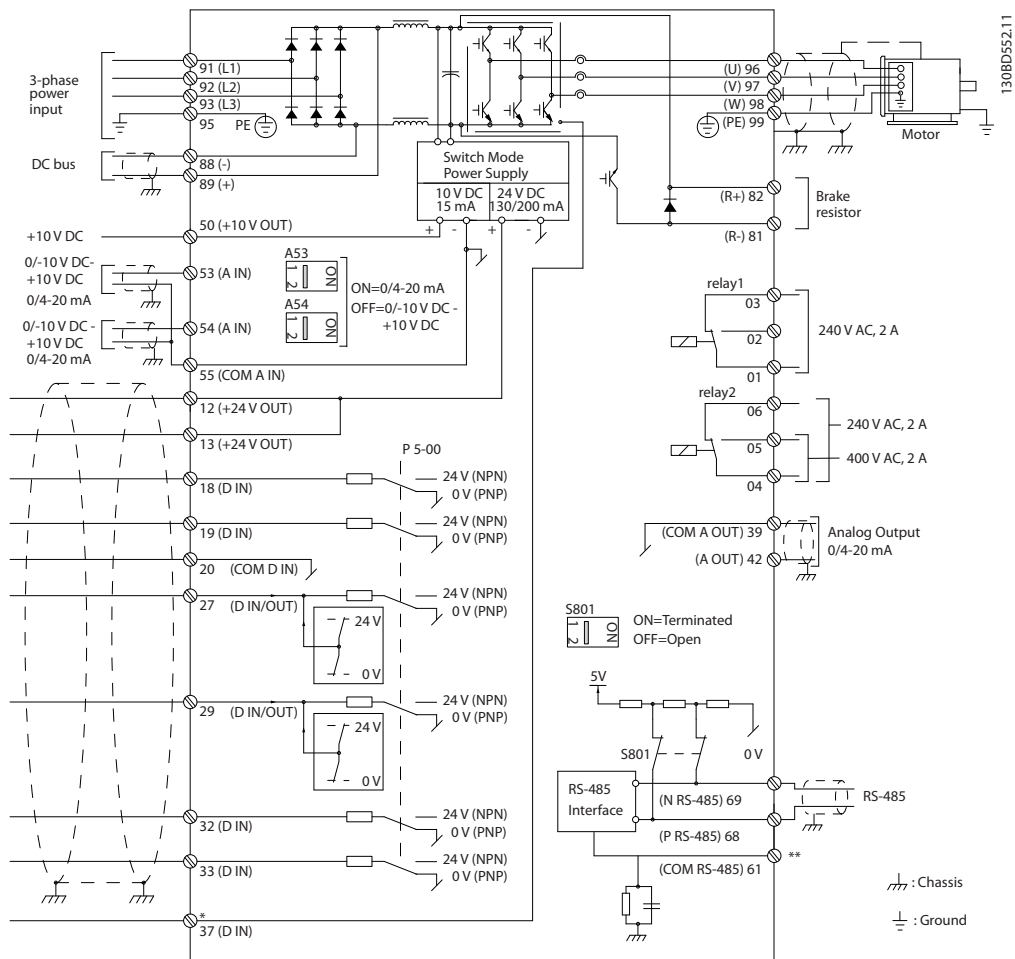 130BD552.11
3-phase
power
input
91 (L1)
92 (L2)
93 (L3)
95
PE
DC bus
88 (-)
89 (+)
Switch Mode
Power Supply
10 V DC
15 mA
24 V DC
130/200 mA
+ - + -
(U) 96
(V) 97
(W) 98
(PE) 99
Motor
(R+) 82
(R-) 81
Brake
resistor
+10 V DC
50 (+10 V OUT)
0/-10 V DC-
+10 V DC
0/4-20 mA
53 (A IN)
0/-10 V DC -
+10 V DC
0/4-20 mA
54 (A IN)
55 (COM A IN)
A53
1 2
ON
A54
1 2
ON
ON=0/4-20 mA
OFF=0/-10 V DC -
+10 V DC
12 (+24 V OUT)
13 (+24 V OUT)
P 5-00
18 (D IN)
24 V (NPN)
0 V (PNP)
19 (D IN)
24 V (NPN)
0 V (PNP)
20 (COM D IN)
27 (D IN/OUT)
24 V (NPN)
0 V (PNP)
24 V
0 V
29 (D IN/OUT)
24 V (NPN)
0 V (PNP)
24 V
0 V
32 (D IN)
24 V (NPN)
0 V (PNP)
33 (D IN)
24 V (NPN)
0 V (PNP)
*
37 (D IN)
relay1
03
02
01
240 V AC, 2 A
relay2
06
05
04
240 V AC, 2 A
400 V AC, 2 A
(COM A OUT) 39
(A OUT) 42
Analog Output
0/4-20 mA
S801
1 2
ON
ON=Terminated
OFF=Open
5V
S801
0 V
RS-485
Interface
(N RS-485) 69
(P RS-485) 68
(COM RS-485) 61
RS-485
**
: Chassis
: Ground